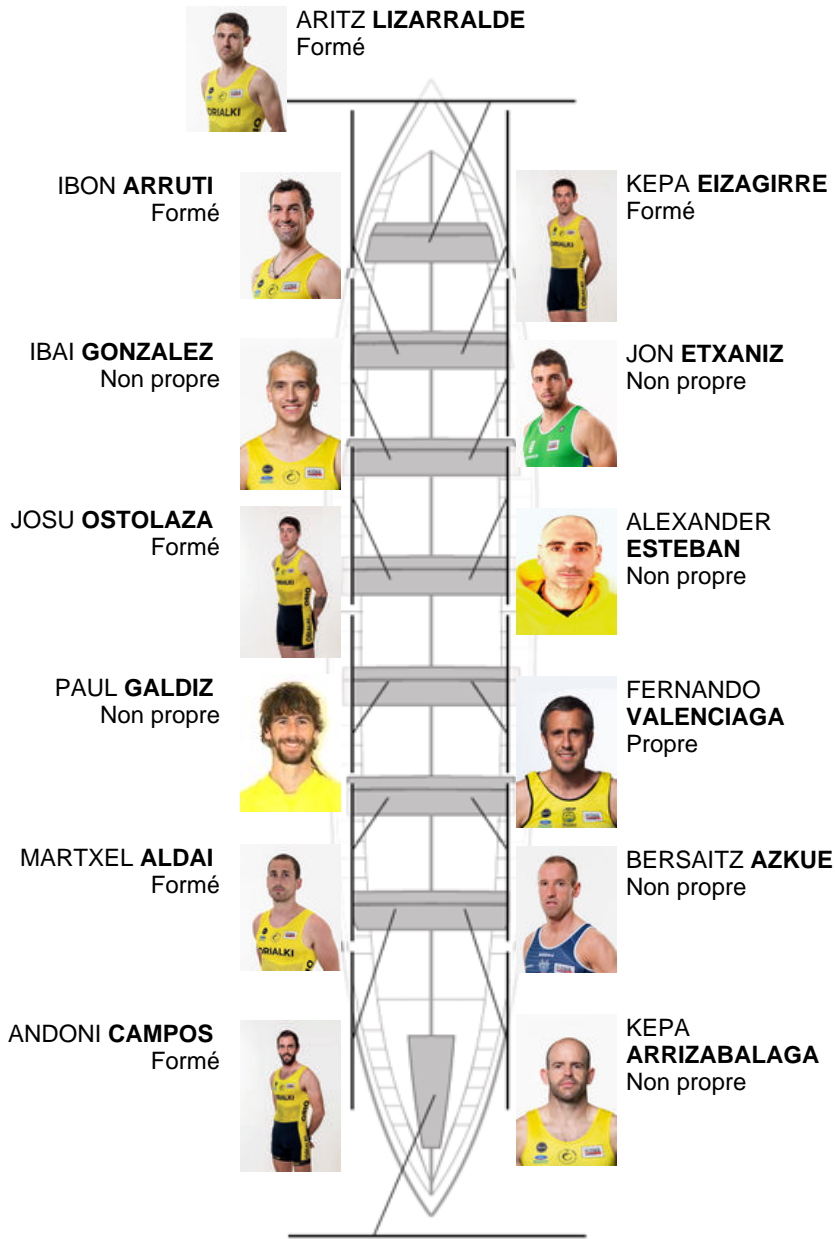 ARITZ LIZARRALDE
Formé
IBON ARRUTI
Formé
KEPA EIZAGIRRE
Formé
IBAI GONZALEZ
Non propre
JON ETXANIZ
Non propre
JOSU OSTOLAZA
Formé
ALEXANDER
ESTEBAN
Non propre
PAUL GALDIZ
Non propre
FERNANDO
VALENCIAGA
Propre
MARTXEL ALDAI
Formé
BERSAITZ AZKUE
Non propre
ANDONI CAMPOS
Formé
KEPA
ARRIZABALAGA
Non propre